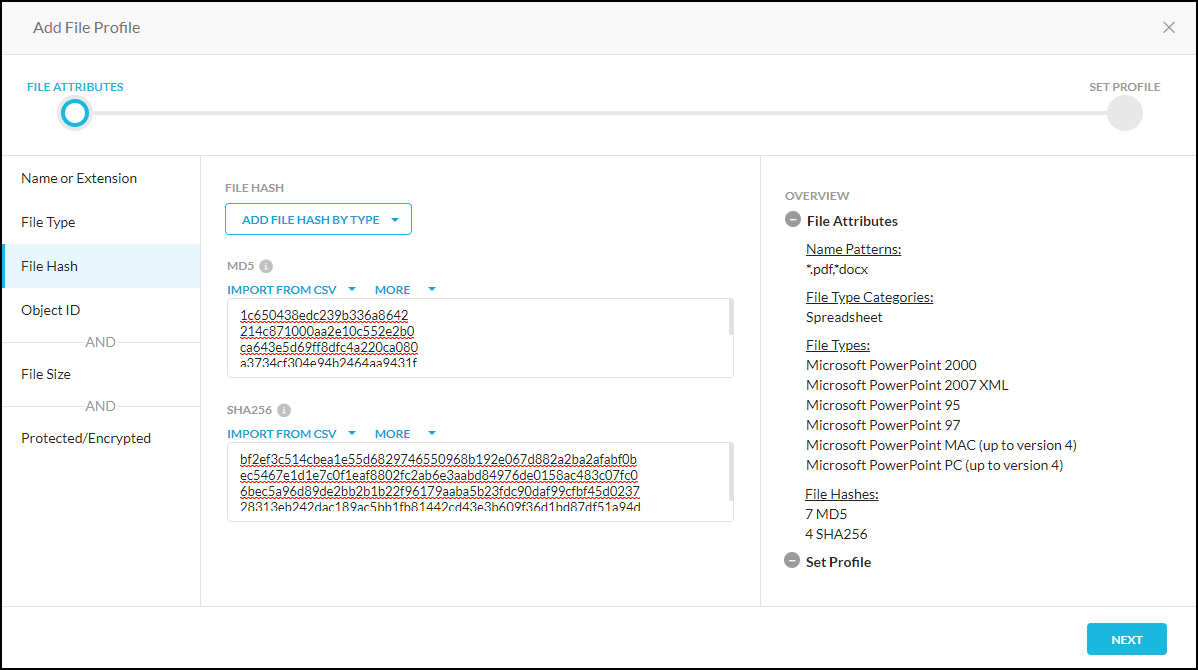 Add File Profile
FILE ATTRIBUTES
SET PROFILE
Name or Extension
File Type
File Hash
Object ID
AND
File Size
AND
Protected/Encrypted
FILE HASH
ADD FILE HASH BY TYPE
MD5
IMPORT FROM CSV MORE
1c650438edc239b336a8642
214c871000aa2e10c552e2b0
ca643e5d69ff8dfc4a220ca080
a3734cf304e94b2464aa9431f
SHA256
IMPORT FROM CSV MORE
bf2ef3c514cbea1e55d6829746550968b192e067d882a2ba2afabf0b
ec5467e1d1e7c0f1eaf8802fc2ab6e3aabd84976de0158ac483c07fc0
6bec5a96d89de2bb2b1b22f96179aaba5b23fdc90daf99cfbf45d0237
28313eb242dac189ac5bb1fb81442cd43e3b609f36d1bd87df51a94d
OVERVIEW
File Attributes
Name Patterns:
*.pdf,*docx
File Type Categories:
Spreadsheet
File Types:
Microsoft PowerPoint 2000
Microsoft PowerPoint 2007 XML
Microsoft PowerPoint 95
Microsoft PowerPoint 97
Microsoft PowerPoint MAC (up to version 4)
Microsoft PowerPoint PC (up to version 4)
File Hashes:
7 MD5
4 SHA256
Set Profile
NEXT